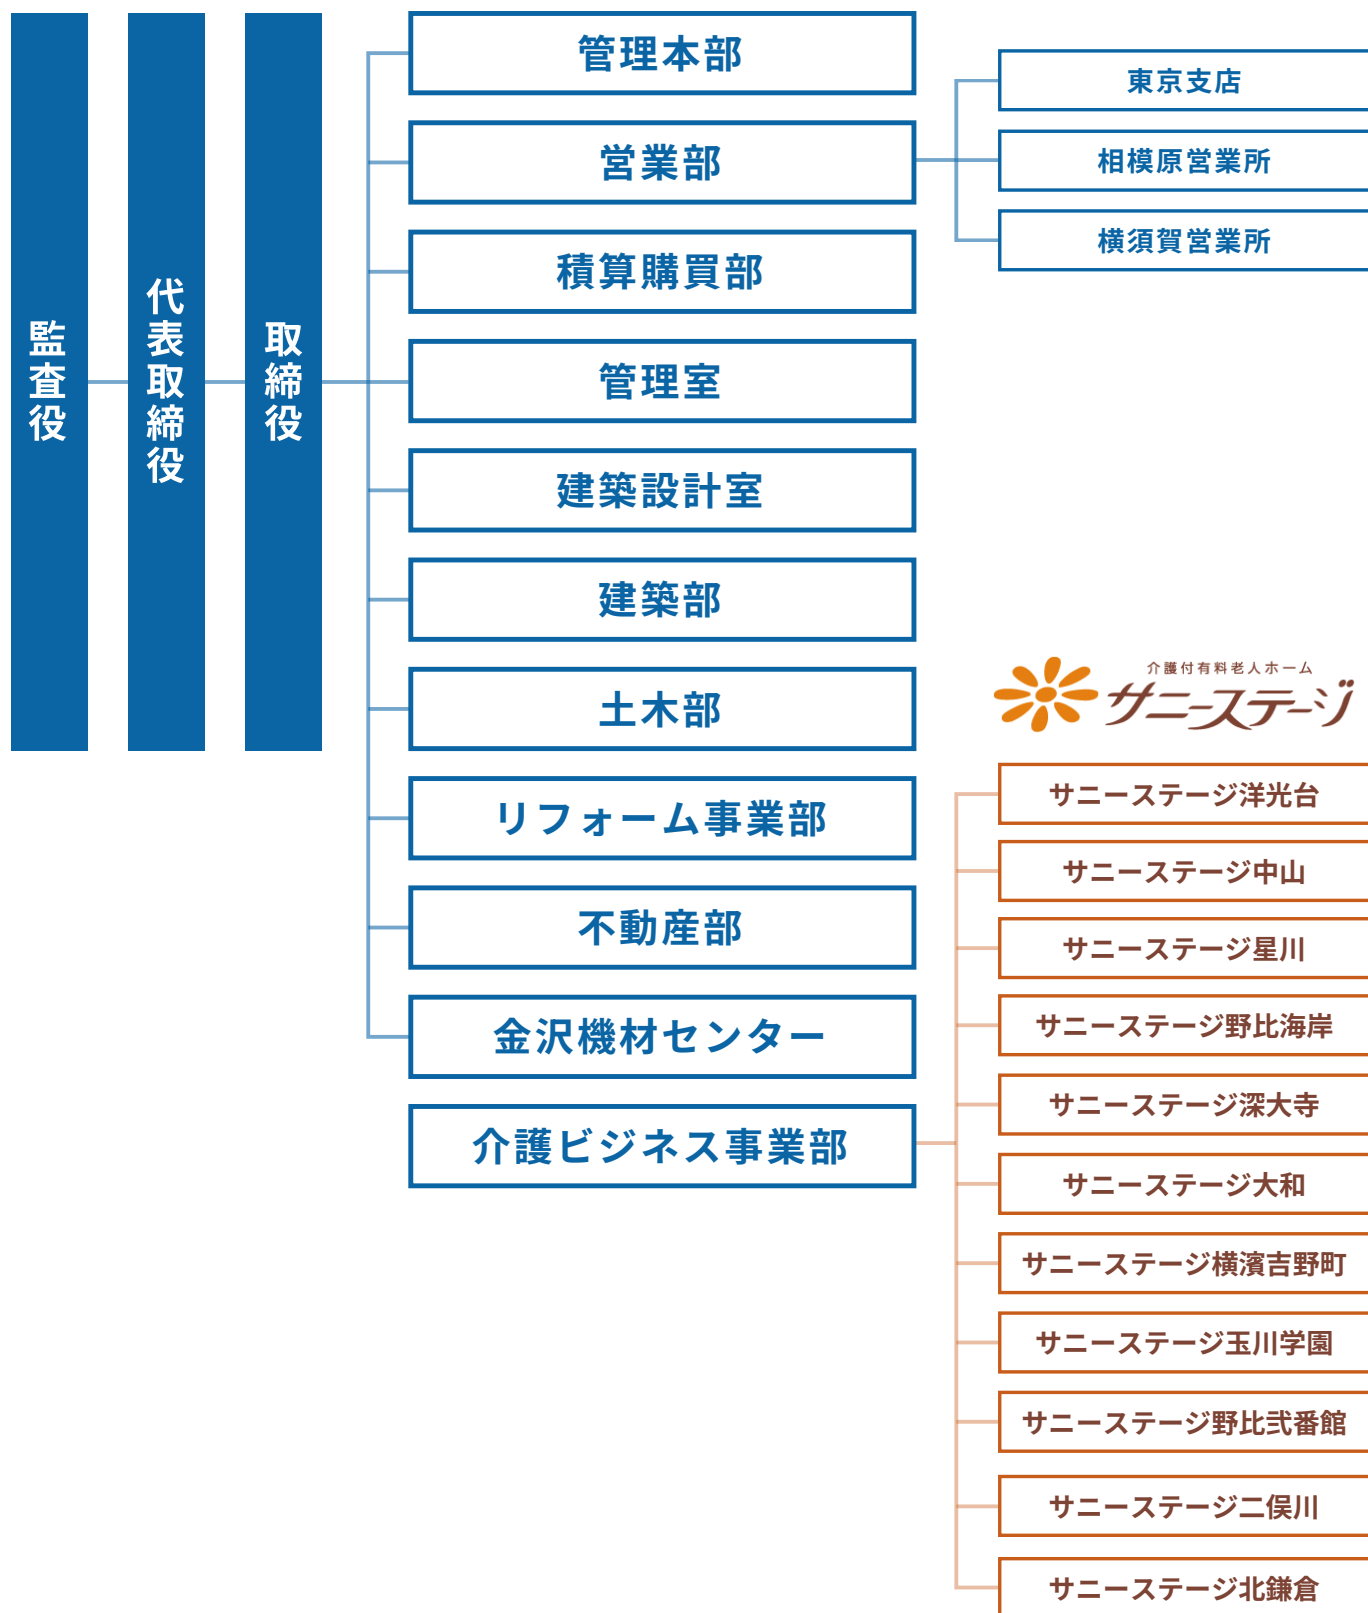 監査役
代表取締役
取締役
管理本部
営業部
積算購買部
管理室
建築設計室
建築部
土木部
リフォーム事業部
不動産部
金沢機材センター
介護ビジネス事業部
東京支店
相模原営業所
横須賀営業所
介護付有料老人ホーム
サニーステージ
サニーステージ洋光台
サニーステージ中山
サニーステージ星川
サニーステージ野比海岸
サニーステージ深大寺
サニーステージ大和
サニーステージ横濱吉野町
サニーステージ玉川学園
サニーステージ野比弐番館
サニーステージ二俣川
サニーステージ北鎌倉